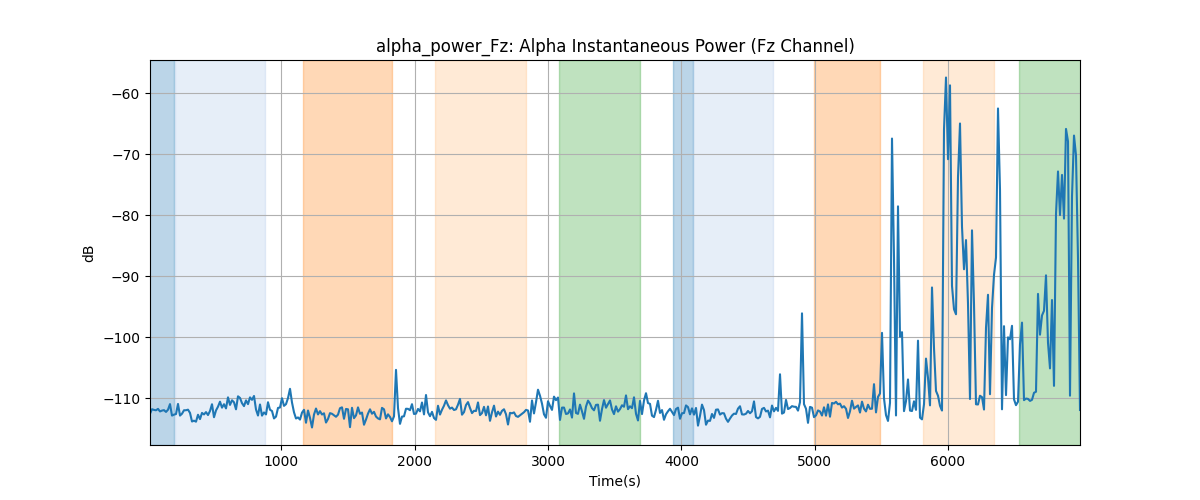 alpha_power_Fz: Alpha Instantaneous Power (Fz Channel)
dB
−60
−70
−80
−90
−100
−110
1000 2000 3000 4000 5000 6000
Time(s)